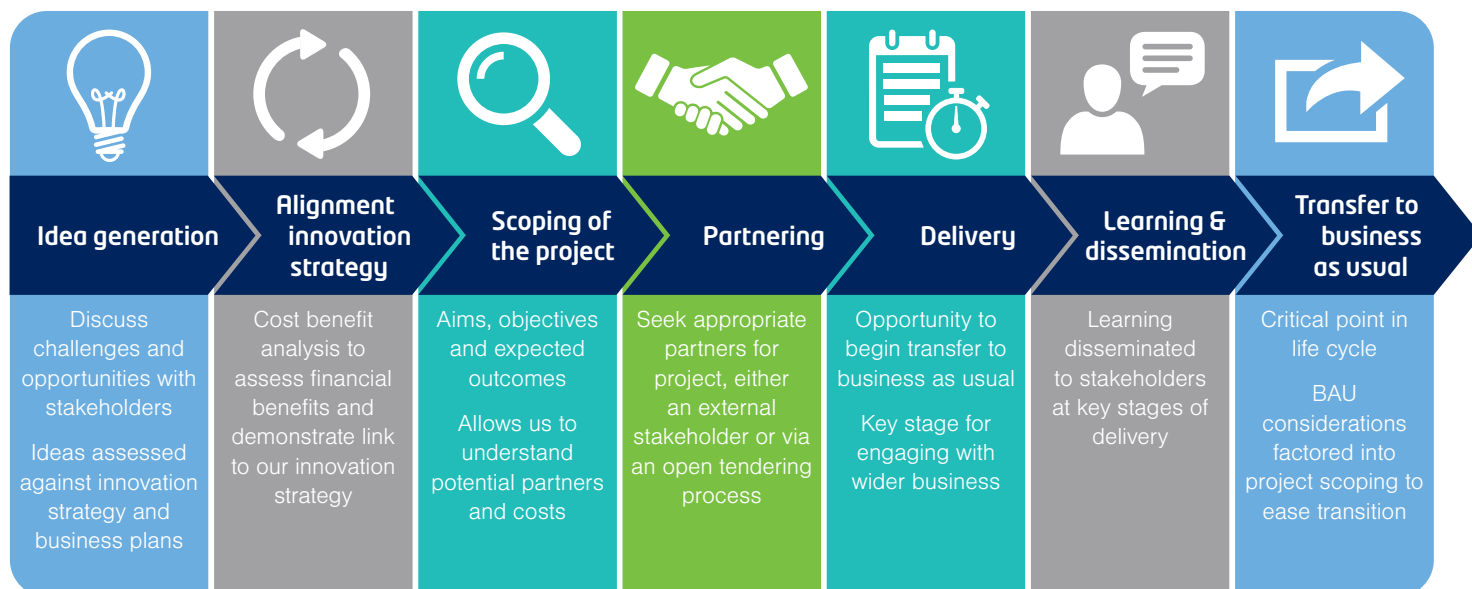 Idea generation
Alignment
innovation
strategy
Scoping of
the project
Partnering
Delivery
Learning &
dissemination
Transfer to
business
as usual
Discuss
challenges and
opportunities with
stakeholders
Ideas assessed
against innovation
strategy and
business plans
Cost benefit
analysis to
assess financial
benefits and
demonstrate link
to our innovation
strategy
Aims, objectives
and expected
outcomes
Allows us to
understand
potential partners
and costs
Seek appropriate
partners for
project, either
an external
stakeholder or via
an open tendering
process
Opportunity to
begin transfer to
business as usual
Key stage for
engaging with
wider business
Learning
disseminated
to stakeholders
at key stages of
delivery
Critical point in
life cycle
BAU
considerations
factored into
project scoping to
ease transition